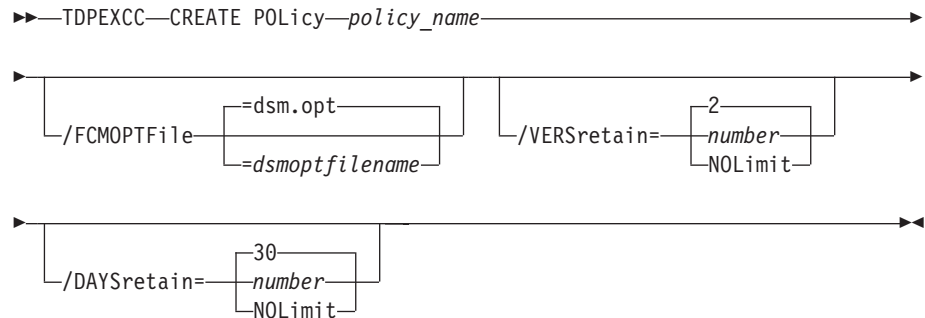 TDPEXCC CREATE POLicy policy_name
=dsm.opt
/FCMOPTFile
=dsmoptfilename
2
/VERSretain= number
NOLimit
30
/DAYSretain= number
NOLimit